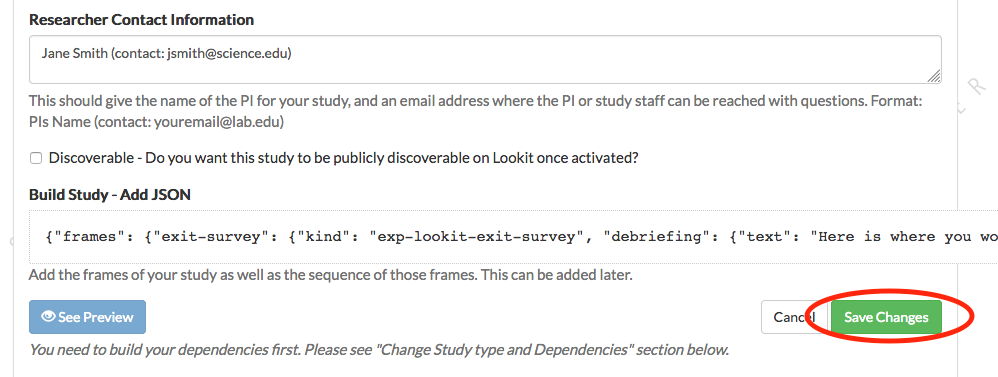 Researcher Contact Information
Jane Smith (contact: jsmith@science.edu)
This should give the name of the PI for your study, and an email address where the PI or study staff can be reached with questions. Format:
PIs Name (contact: youremail@lab.edu)
Discoverable - Do you want this study to be publicly discoverable on Lookit once activated?
Build Study - Add JSON
{"frames": {"exit-survey": {"kind": "exp-lookit-exit-survey", "debriefing": {"text": "Here is where you wo
Add the frames of your study as well as the sequence of those frames. This can be added later.
See Preview
Cancel
Save Changes
You need to build your dependencies first. Please see "Change Study type and Dependencies" section below.